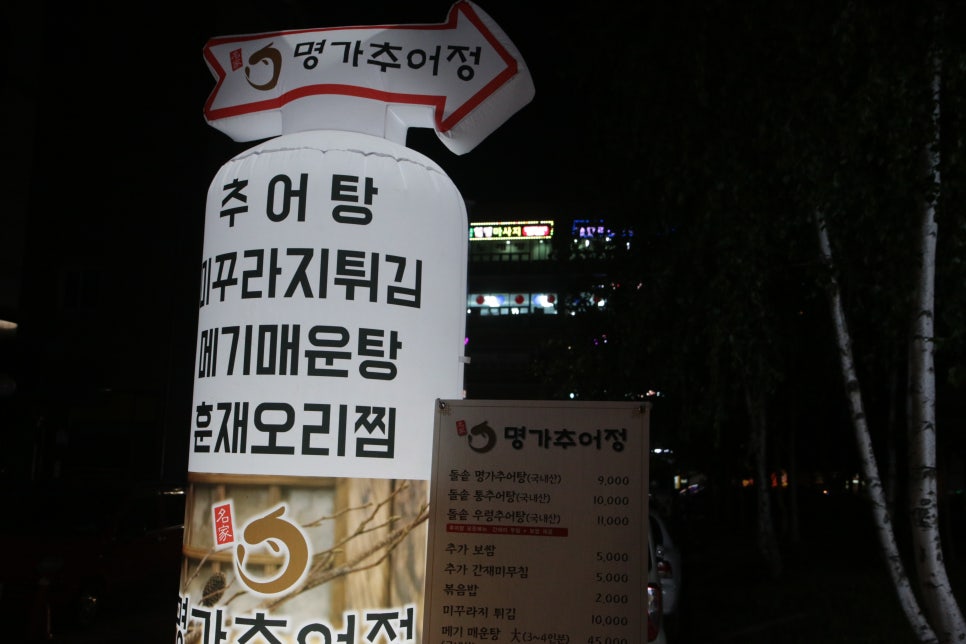 名家 명가추어정
추어탕
미꾸라지튀김
메기매운탕
훈재오리찜
名家
명가추어정
마사지
명가추어정
돌솥 명가추어탕(국내산) 9,000
돌솥 통추어탕(국내산) 10,000
돌솥 우렁추어탕(국내산) 11,000
추가 보쌈 5,000
추가 간재미무침 5,000
볶음밥 2,000
미꾸라지 튀김 10,000
메기 매운탕 大(3~4인분) 45,000